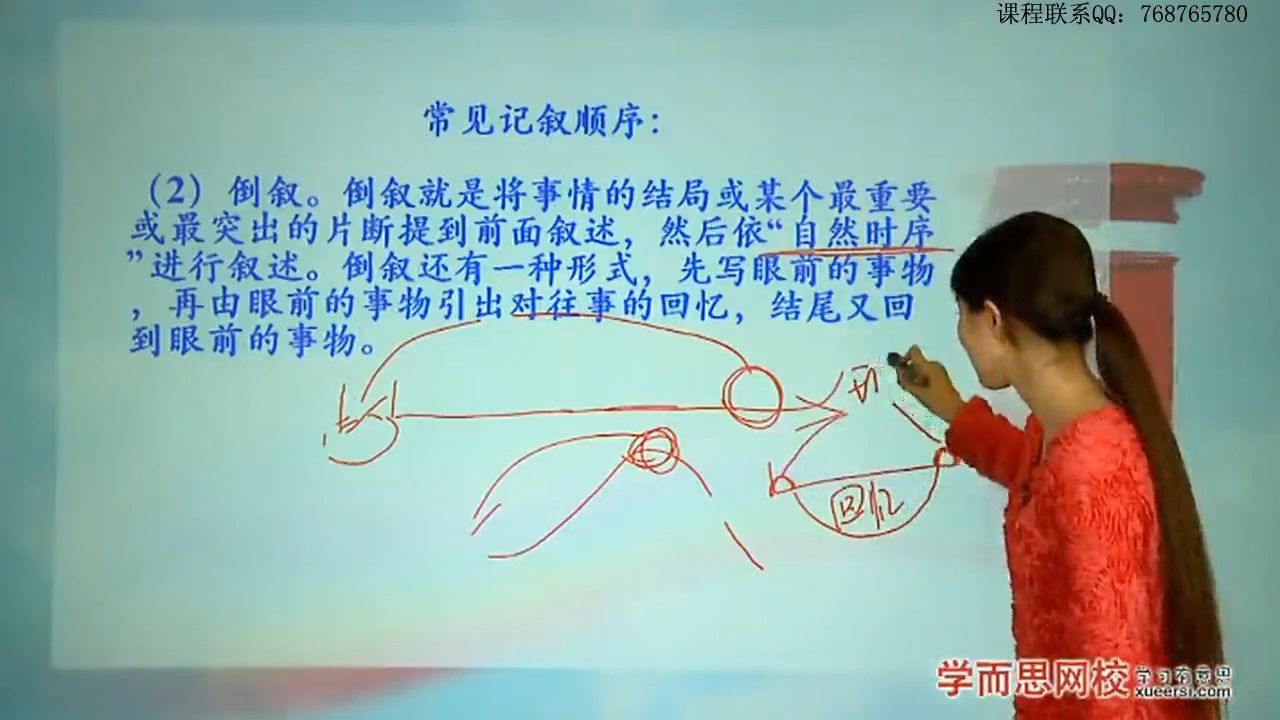 课程联系QQ：768765780
常见记叙顺序：
（2）倒叙。倒叙就是将事情的结局或某个最重要
或最突出的片断提到前面叙述，然后依“自然时序
”进行叙述。倒叙还有一种形式，先写眼前的事物
，再由眼前的事物引出对往事的回忆，结尾又回
到眼前的事物。
回忆
学而思网校 学习有意思
xueersi.com